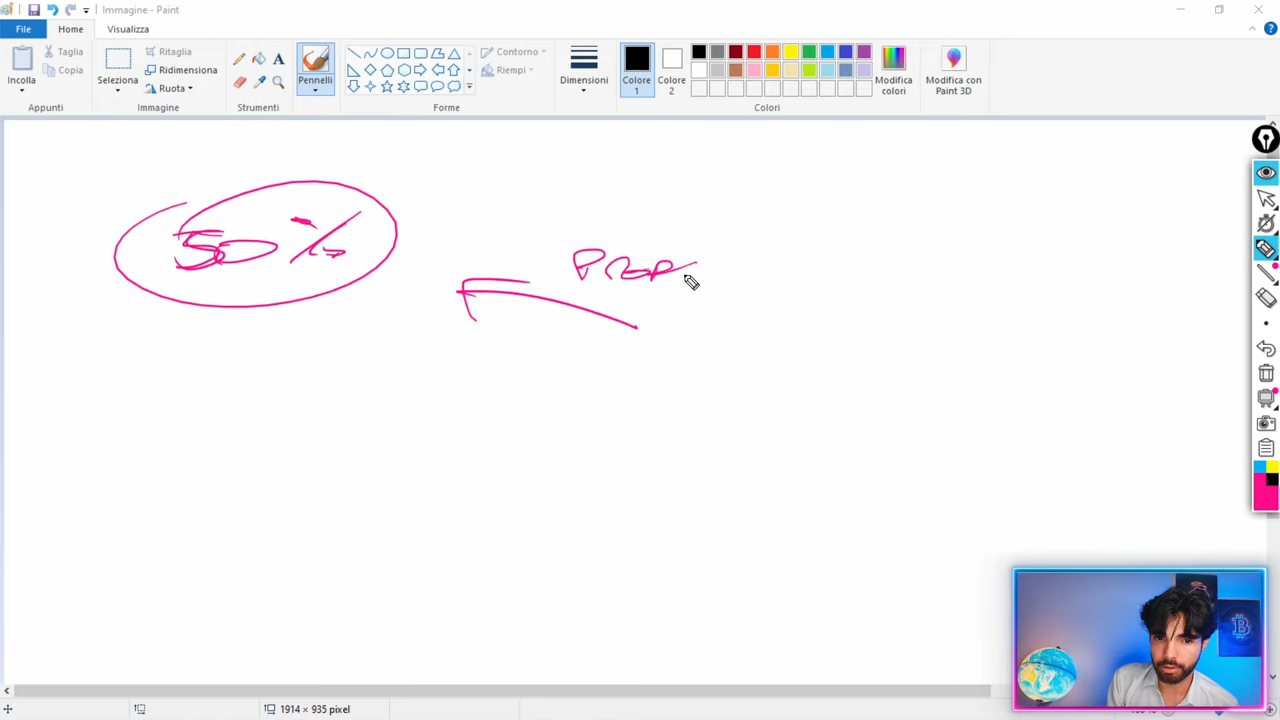 Immagine - Paint
File Home Visualizza
Incolla
Taglia
Copia
Appunti
Seleziona
Ritaglia
Ridimensiona
Ruota
Immagine
A
Strumenti
Pennelli
Contorno
Riempi
Forme
Dimensioni
Colore 1
Colore 2
Modifica colori
Colori
Modifica con Paint 3D
50%
1914 × 935 pixel